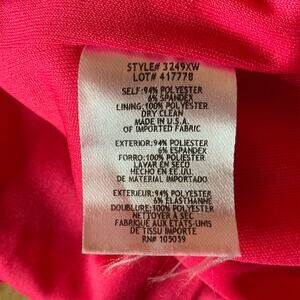 STYLE# 3249XW
LOT# 417778
SELF: 94% POLYESTER
6% SPANDEX
LINING: 100% POLYESTER
DRY CLEAN
MADE IN U.S.A.
OF IMPORTED FABRIC
EXTERIOR: 94% POLIESTER
6% ESPANDEX
FORRO: 100% POLIESTER
LAVAR EN SECO
HECHO EN EE.UU.
DE MATERIAL IMPORTADO
EXTERIEUR: 94% POLYESTER
6% ELASTHANNE
DOUBLURE: 100% POLYESTER
NETTOYER À SEC
FABRIQUE AUX ETATS-UNIS
DE TISSU IMPORTE
RN# 105039